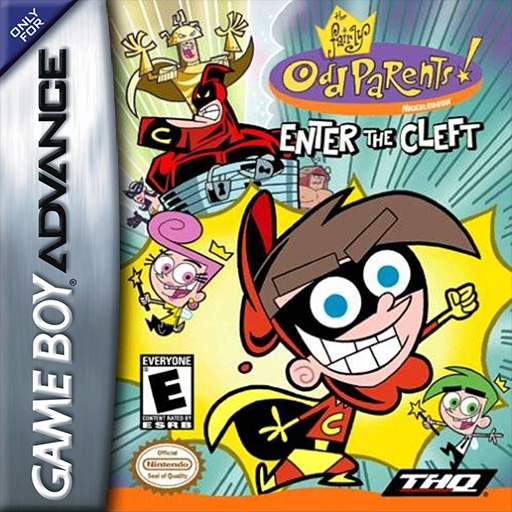 ONLY
FOR
GAME BOY ADVANCE
the
Fairly
OddParents!
NICKELODEON
ENTER THE CLEFT
C
C
EVERYONE
E
CONTENT RATED BY
ESRB
Official
Nintendo
Seal of Quality
THQ